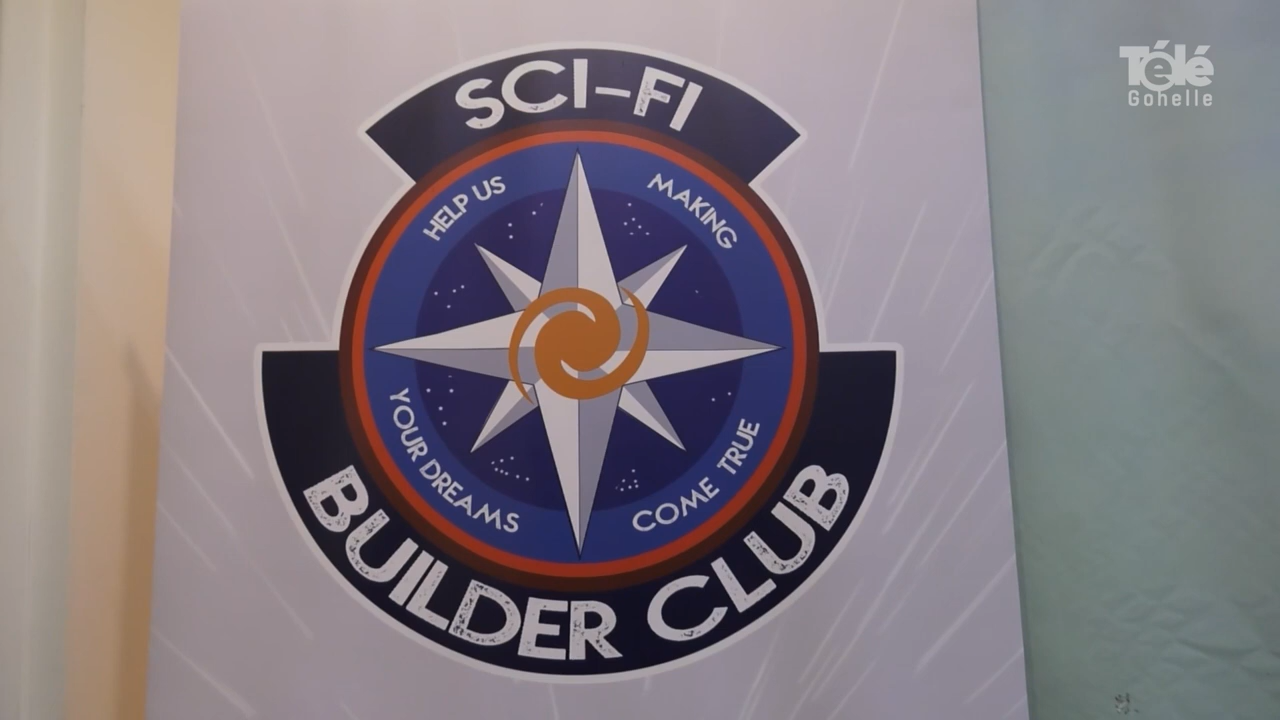 Télé
Gohelle
SCI-FI
HELP US
MAKING
YOUR DREAMS
COME TRUE
BUILDER CLUB